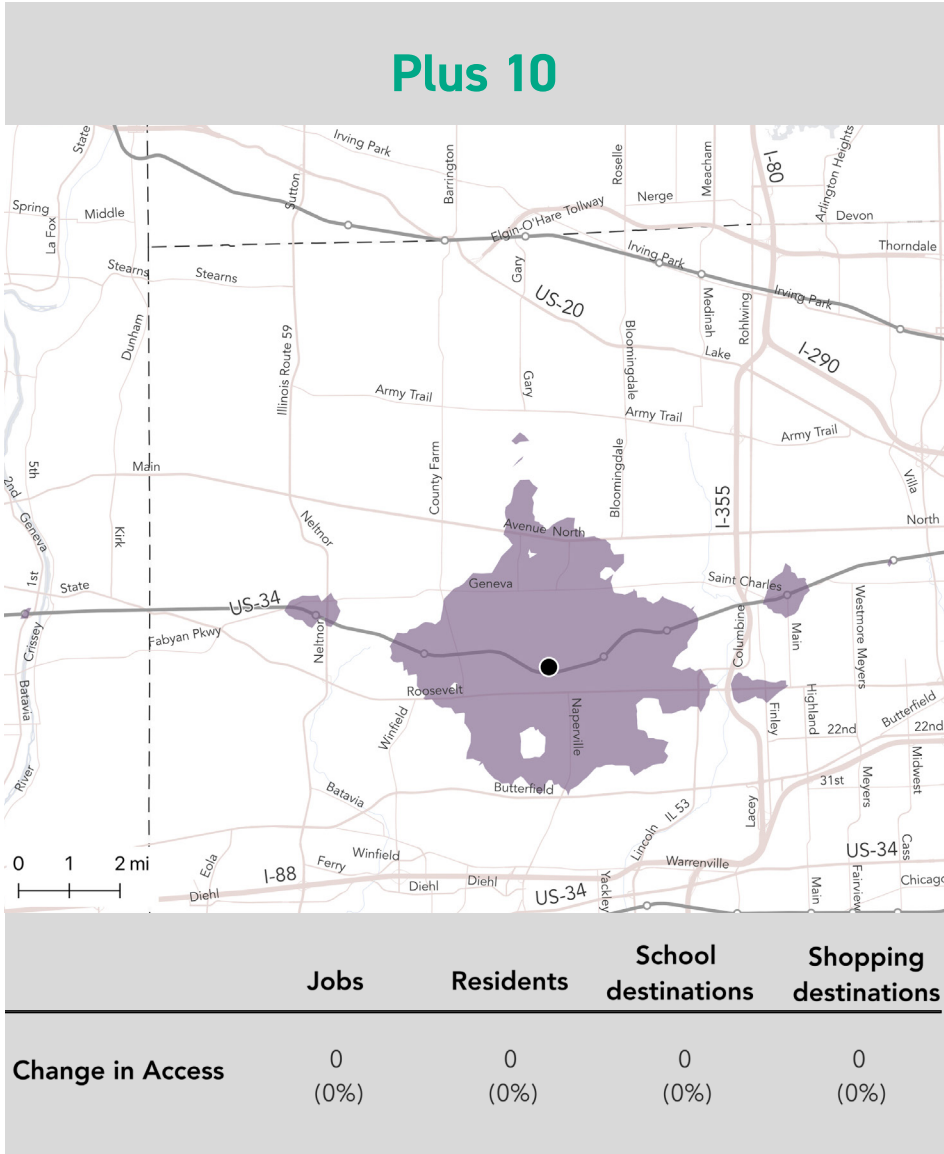 Plus 10
State
Irving Park
I-80
Arlington Heights
Barrington
Roselle
Meacham
Sutton
Nerge
Spring
Middle
La Fox
Elgin-O'Hare Tollway
Devon
Thorndale
Irving Park
Stearns
Stearns
Gary
US-20
Irving Park
Medinah
Rohlwing
Dunham
Illinois Route 59
Bloomingdale
Lake
I-290
Gary
Army Trail
Army Trail
Army Trail
5th
Main
County Farm
Bloomingdale
Villa
2nd
I-355
Geneva
Kirk
Neltnor
Avenue North
North
1st
State
Geneva
Saint Charles
US-34
Westmore Meyers
Crissey
Fabyan Pkwy
Neltnor
Columbine
Main
Batavia
Roosevelt
Naperville
Winfield
Finley
Highland
Butterfield
22nd
22nd
River
Batavia
Butterfield
31st
Meyers
Midwest
IL 53
Lacey
Lincoln
0 1 2 mi
Eola
Winfield
Ferry
Warrenville
US-34
Cass
I-88
Diehl
Diehl
Diehl
US-34
Yackley
Main
Fairview
Chicago
Jobs
Residents
School
destinations
Shopping
destinations
Change in Access
0
0
0
0
(0%)
(0%)
(0%)
(0%)